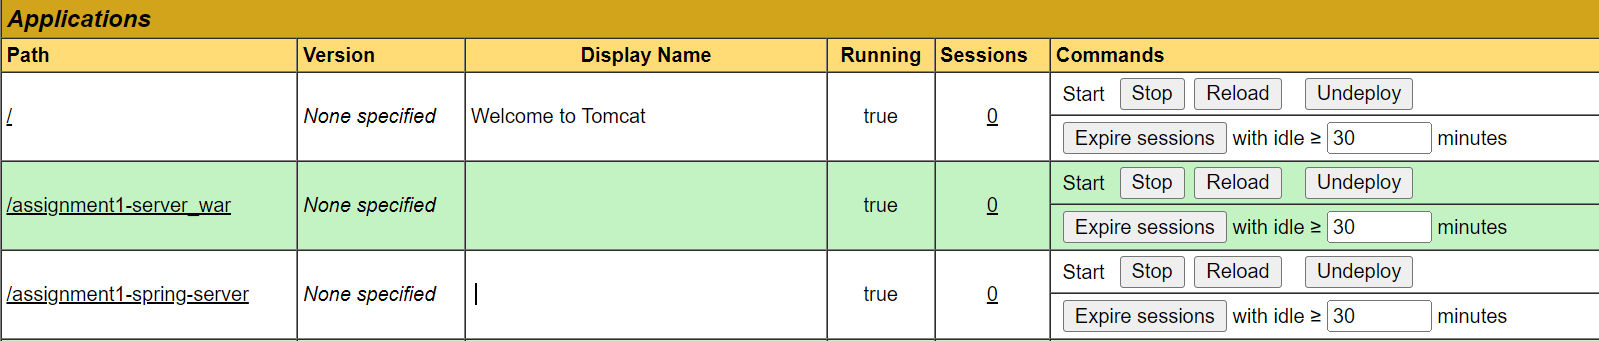 Applications
Path Version Display Name Running Sessions Commands
/ None specified Welcome to Tomcat true 0 Start Stop Reload Undeploy
Expire sessions with idle ≥ 30 minutes
/assignment1-server_war None specified true 0 Start Stop Reload Undeploy
Expire sessions with idle ≥ 30 minutes
/assignment1-spring-server None specified true 0 Start Stop Reload Undeploy
Expire sessions with idle ≥ 30 minutes